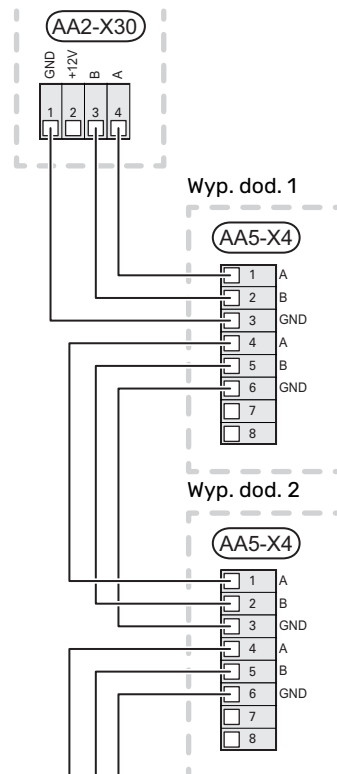 AA2-X30
GND +12V B A
1 2 3 4
Wyp. dod. 1
AA5-X4
1 A
2 B
3 GND
4 A
5 B
6 GND
7
8
Wyp. dod. 2
AA5-X4
1 A
2 B
3 GND
4 A
5 B
6 GND
7
8